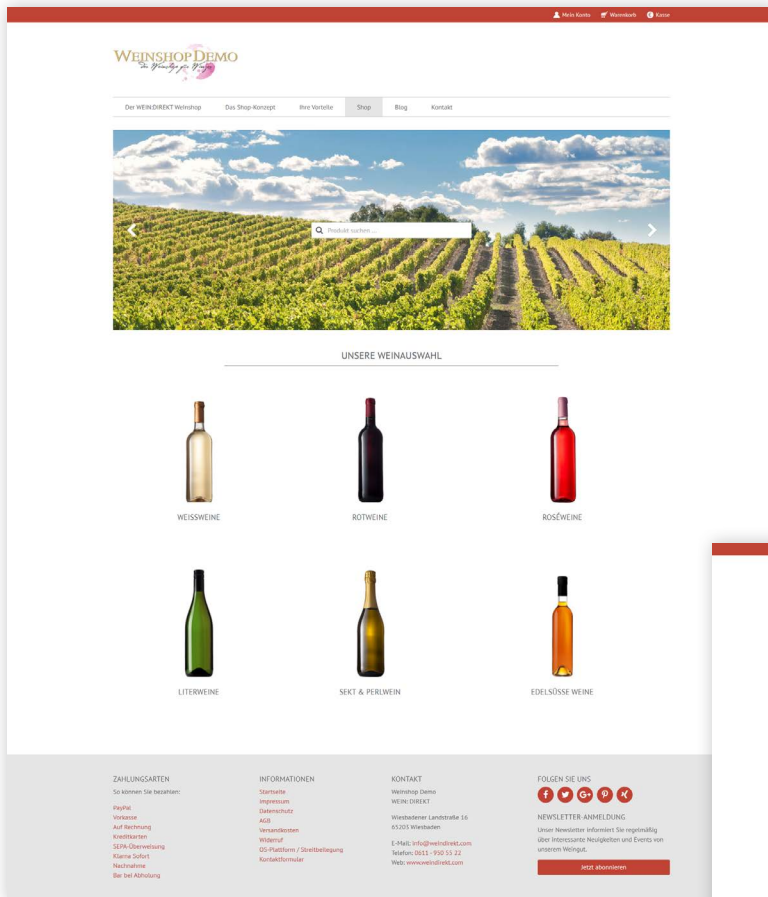 Mein Konto
Warenkorb
Kasse
WEINSHOP DEMO
Der WEIN:DIREKT Weinshop
Das Shop-Konzept
Ihre Vorteile
Shop
Blog
Kontakt
Produkt suchen ...
UNSERE WEINAUSWAHL
WEISSWEINE
ROTWEINE
ROSÉWEINE
LITERWEINE
SEKT & PERLWEIN
EDELSÜSSE WEINE
ZAHLUNGSARTEN
So können Sie bezahlen:
PayPal
Vorkasse
Auf Rechnung
Kreditkarten
SEPA-Überweisung
Klarna Sofort
Nachnahme
Bar bei Abholung
INFORMATIONEN
Startseite
Impressum
Datenschutz
AGB
Versandkosten
Widerruf
OS-Plattform / Streitbeilegung
Kontaktformular
KONTAKT
Weinshop Demo
WEIN: DIREKT
Wiesbadener Landstraße 16
65203 Wiesbaden
E-Mail: info@weindirekt.com
Telefon: 0611 - 950 55 22
Web: www.weindirekt.com
FOLGEN SIE UNS
NEWSLETTER-ANMELDUNG
Unser Newsletter informiert Sie regelmäßig
über interessante Neuigkeiten und Events von
unserem Weingut.
Jetzt abonnieren